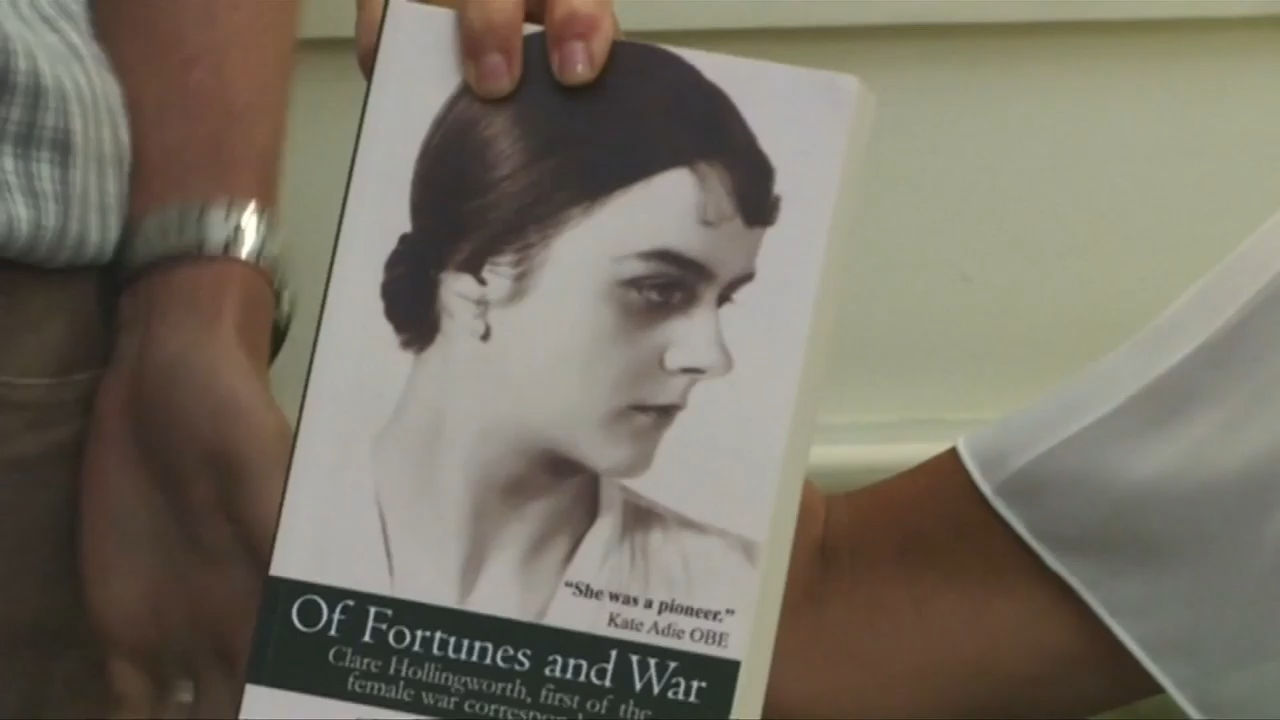 “She was a pioneer.”
Kate Adie OBE
Of Fortunes and War
Clare Hollingworth, first of the
female war